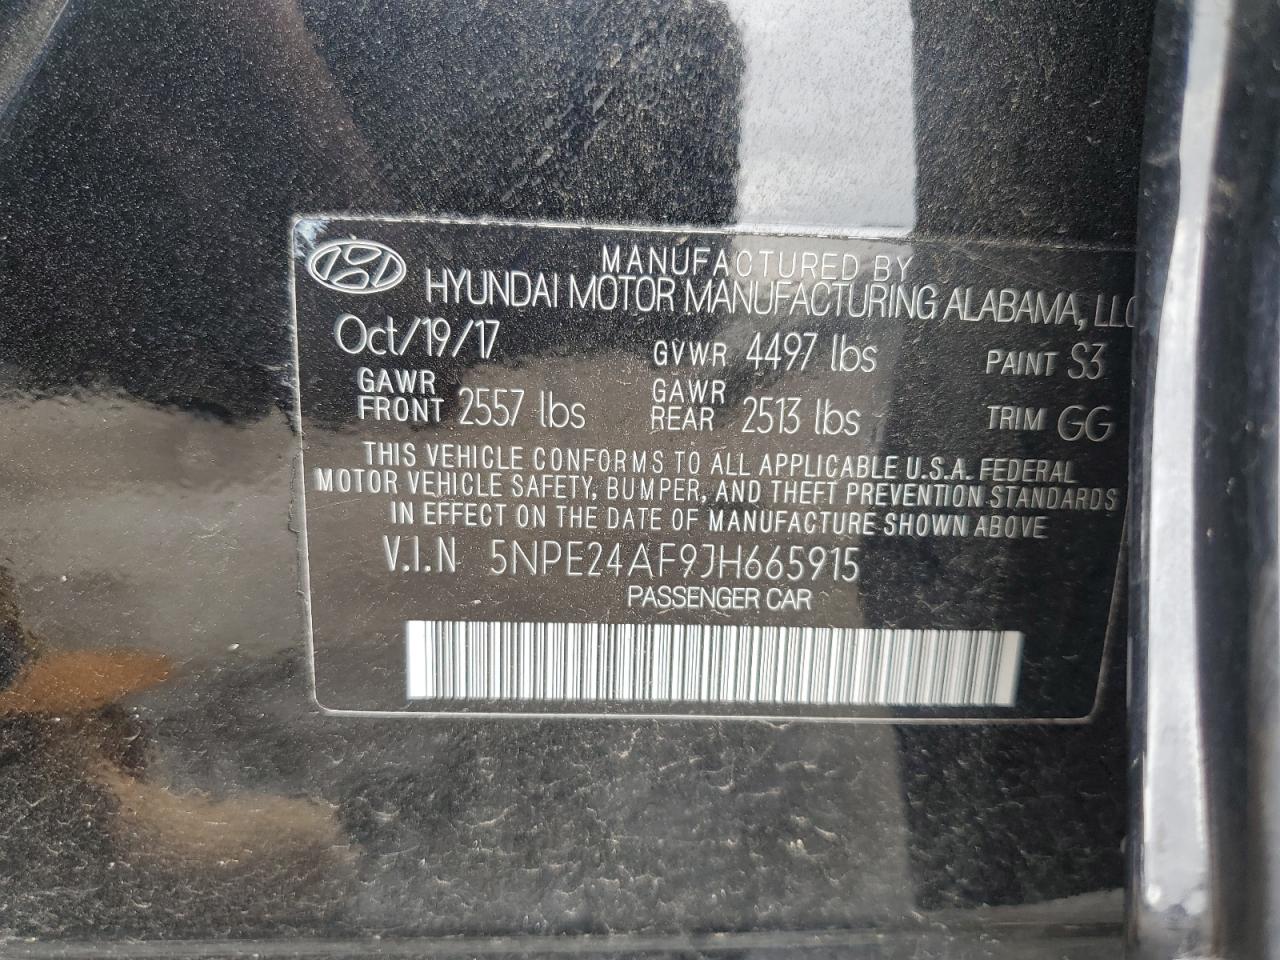 MANUFACTURED BY
HYUNDAI MOTOR MANUFACTURING ALABAMA, LLC
Oct/19/17 GVWR 4497 lbs PAINT S3
GAWR FRONT 2557 lbs GAWR REAR 2513 lbs TRIM GG
THIS VEHICLE CONFORMS TO ALL APPLICABLE U.S.A. FEDERAL
MOTOR VEHICLE SAFETY, BUMPER, AND THEFT PREVENTION STANDARDS
IN EFFECT ON THE DATE OF MANUFACTURE SHOWN ABOVE
V.I.N 5NPE24AF9JH665915
PASSENGER CAR